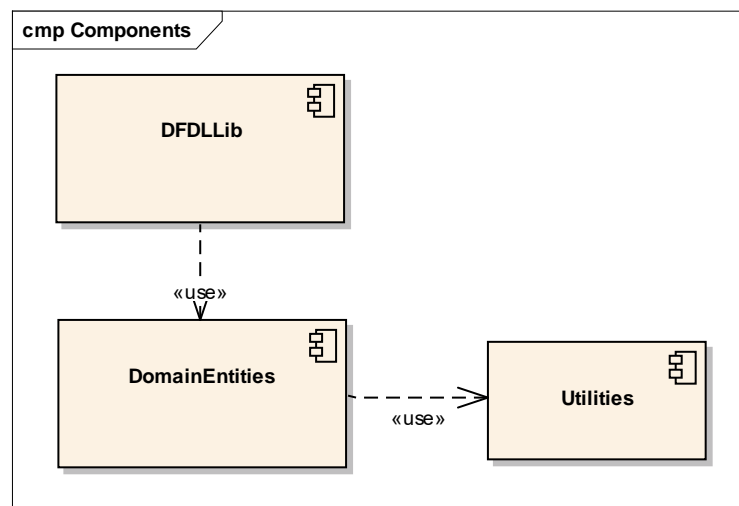 cmp Components
DFDLLib
«use»
DomainEntities
Utilities
«use»